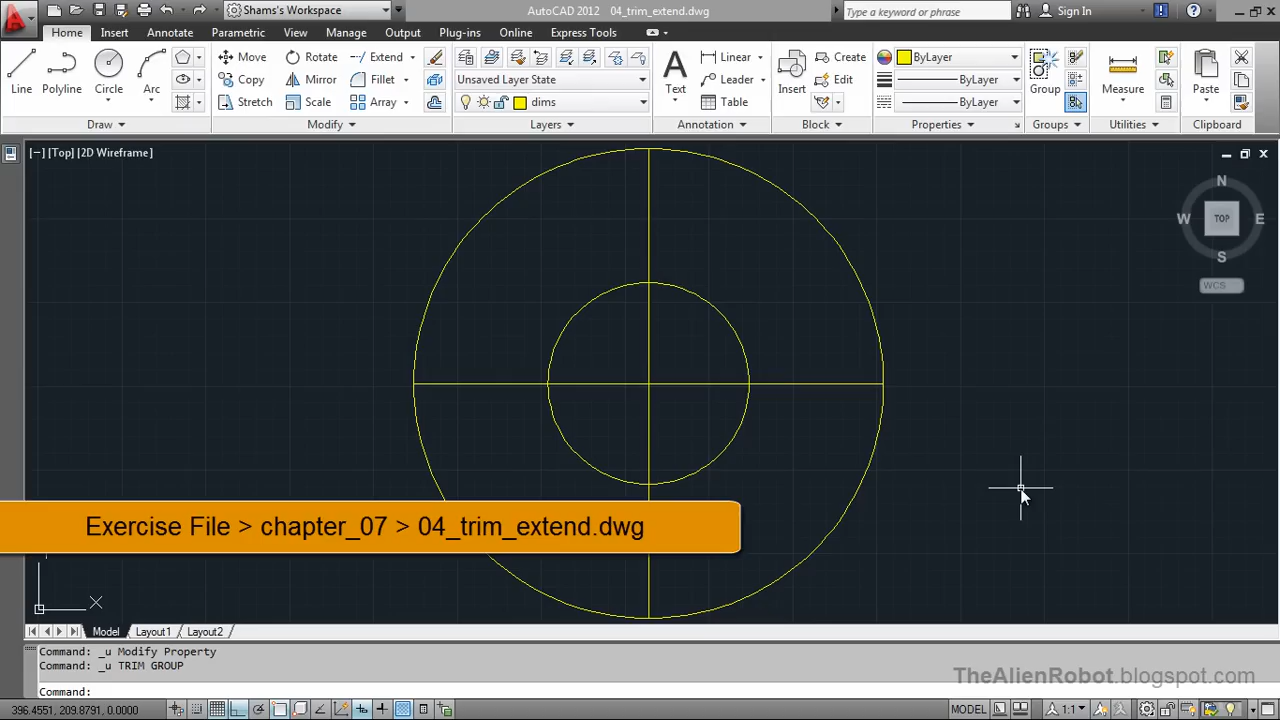 Shams's Workspace
AutoCAD 2012 04_trim_extend.dwg
Type a keyword or phrase
Sign In
Home Insert Annotate Parametric View Manage Output Plug-ins Online Express Tools
Line Polyline Circle Arc
Move Rotate Extend
Copy Mirror Fillet
Stretch Scale Array
Unsaved Layer State
dims
Text
Linear
Leader
Table
Insert
Create
Edit
ByLayer
ByLayer
ByLayer
Group
Measure
Paste
Draw Modify Layers Annotation Block Properties Groups Utilities Clipboard
[−] [Top] [2D Wireframe]
N
W TOP E
S
WCS
Exercise File > chapter_07 > 04_trim_extend.dwg
X
Model Layout1 Layout2
Command: _u Modify Property
Command: _u TRIM GROUP
Command:
TheAlienRobot.blogspot.com
396.4551, 209.8791, 0.0000
MODEL
1:1